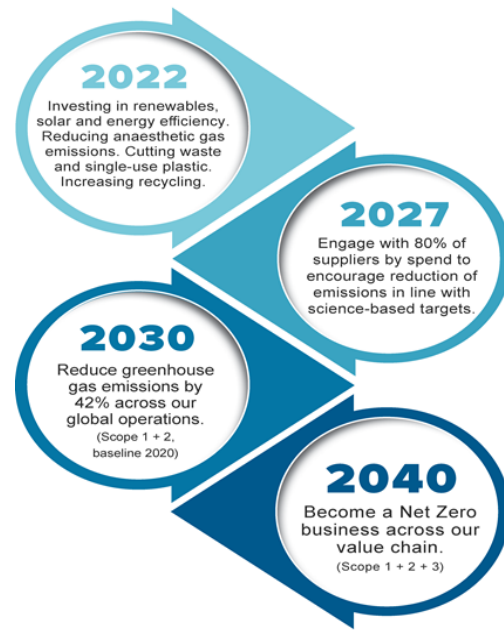 2022
Investing in renewables,
solar and energy efficiency.
Reducing anaesthetic gas
emissions. Cutting waste
and single-use plastic.
Increasing recycling.
2027
Engage with 80% of
suppliers by spend to
encourage reduction of
emissions in line with
science-based targets.
2030
Reduce greenhouse
gas emissions by
42% across our
global operations.
(Scope 1 + 2,
baseline 2020)
2040
Become a Net Zero
business across our
value chain.
(Scope 1 + 2 + 3)